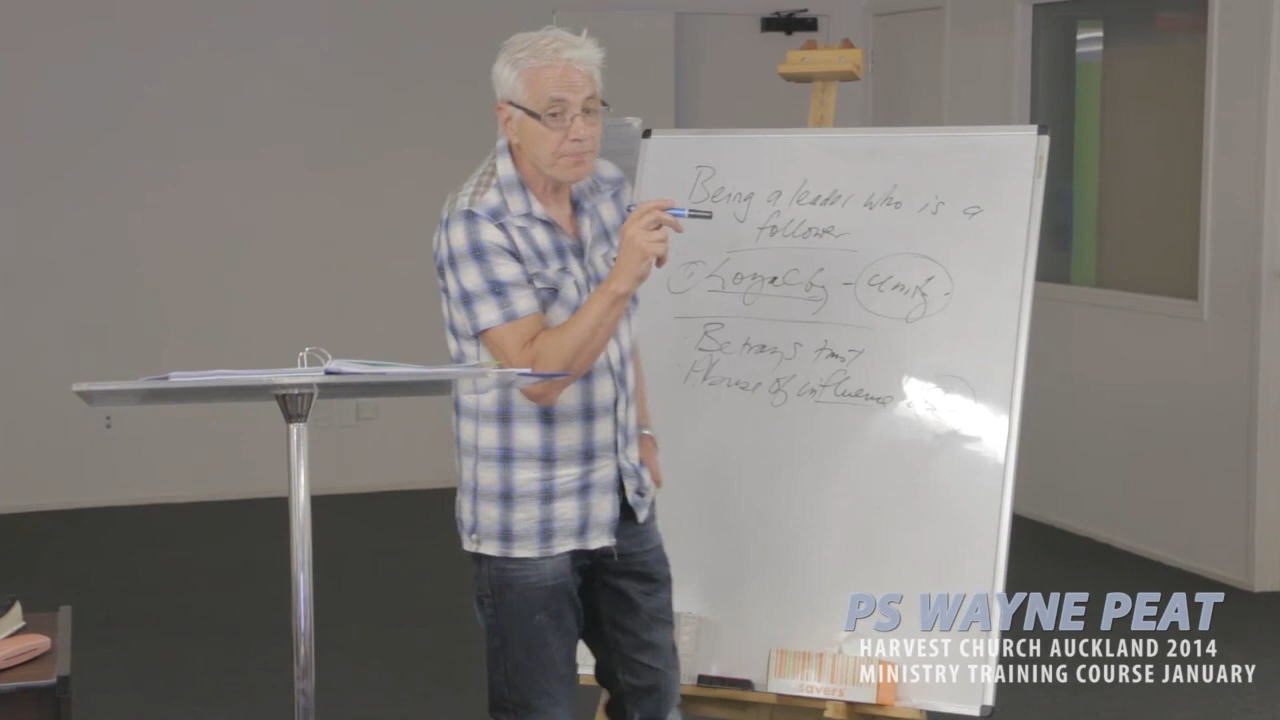 Being a leader who is a
follower
① Loyalty - Unity.
Betrays trust
Abuse of influence
savers
PS WAYNE PEAT
HARVEST CHURCH AUCKLAND 2014
MINISTRY TRAINING COURSE JANUARY